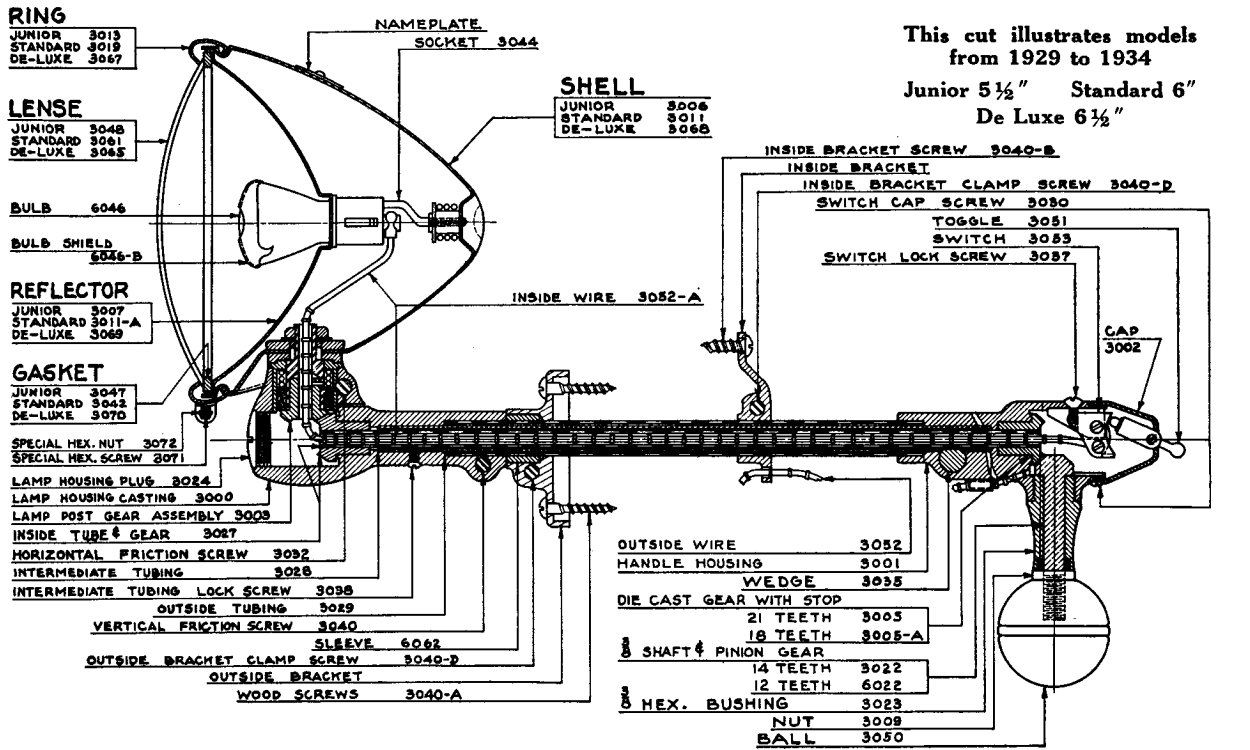 RING
JUNIOR 3013
STANDARD 3019
DE-LUXE 3067
NAMEPLATE
SOCKET 3044
This cut illustrates models
from 1929 to 1934
Junior 5½" Standard 6"
De Luxe 6½"
SHELL
JUNIOR 3006
STANDARD 3011
DE-LUXE 3068
LENSE
JUNIOR 3048
STANDARD 3061
DE-LUXE 3065
BULB 6046
BULB SHIELD
6046-B
REFLECTOR
JUNIOR 3007
STANDARD 3011-A
DE-LUXE 3069
GASKET
JUNIOR 3047
STANDARD 3042
DE-LUXE 3070
INSIDE WIRE 3052-A
INSIDE BRACKET SCREW 3040-B
INSIDE BRACKET
INSIDE BRACKET CLAMP SCREW 3040-D
SWITCH CAP SCREW 3030
TOGGLE 3051
SWITCH 3053
SWITCH LOCK SCREW 3037
CAP
3002
SPECIAL HEX. NUT 3072
SPECIAL HEX. SCREW 3071
LAMP HOUSING PLUG 3024
LAMP HOUSING CASTING 3000
LAMP POST GEAR ASSEMBLY 3003
INSIDE TUBE & GEAR 3027
HORIZONTAL FRICTION SCREW 3032
INTERMEDIATE TUBING 3028
INTERMEDIATE TUBING LOCK SCREW 3038
OUTSIDE TUBING 3029
VERTICAL FRICTION SCREW 3040
SLEEVE 6062
OUTSIDE BRACKET CLAMP SCREW 3040-D
OUTSIDE BRACKET
WOOD SCREWS 3040-A
OUTSIDE WIRE 3052
HANDLE HOUSING 3001
WEDGE 3035
DIE CAST GEAR WITH STOP
21 TEETH 3005
18 TEETH 3005-A
SHAFT & PINION GEAR
14 TEETH 3022
12 TEETH 6022
HEX. BUSHING 3023
NUT 3009
BALL 3050